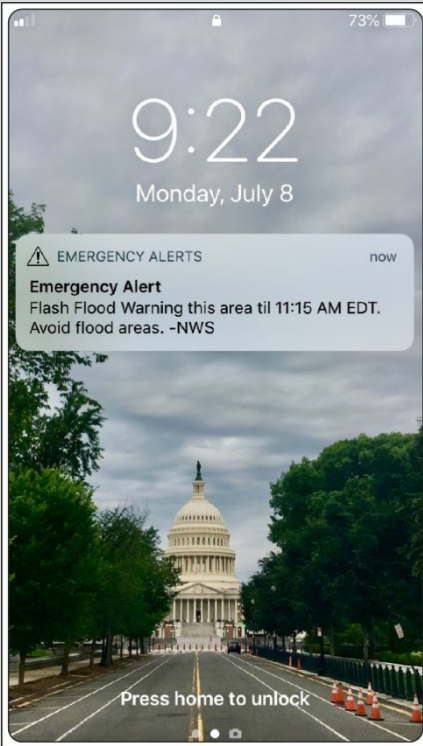 73%
9:22
Monday, July 8
EMERGENCY ALERTS now
Emergency Alert
Flash Flood Warning this area til 11:15 AM EDT.
Avoid flood areas. -NWS
Press home to unlock